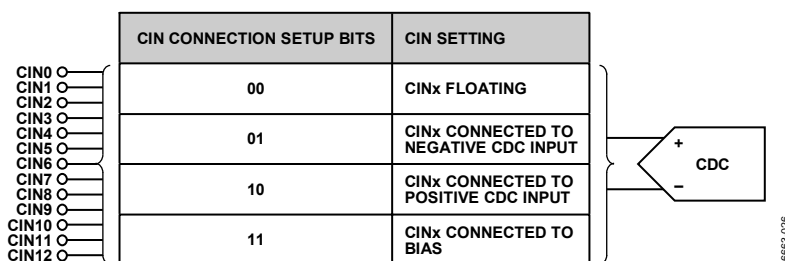 CIN CONNECTION SETUP BITS CIN SETTING
CIN0
CIN1
CIN2
CIN3
CIN4
CIN5
CIN6
CIN7
CIN8
CIN9
CIN10
CIN11
CIN12
00 CINx FLOATING
01 CINx CONNECTED TO
NEGATIVE CDC INPUT
10 CINx CONNECTED TO
POSITIVE CDC INPUT
11 CINx CONNECTED TO
BIAS
+
CDC
–